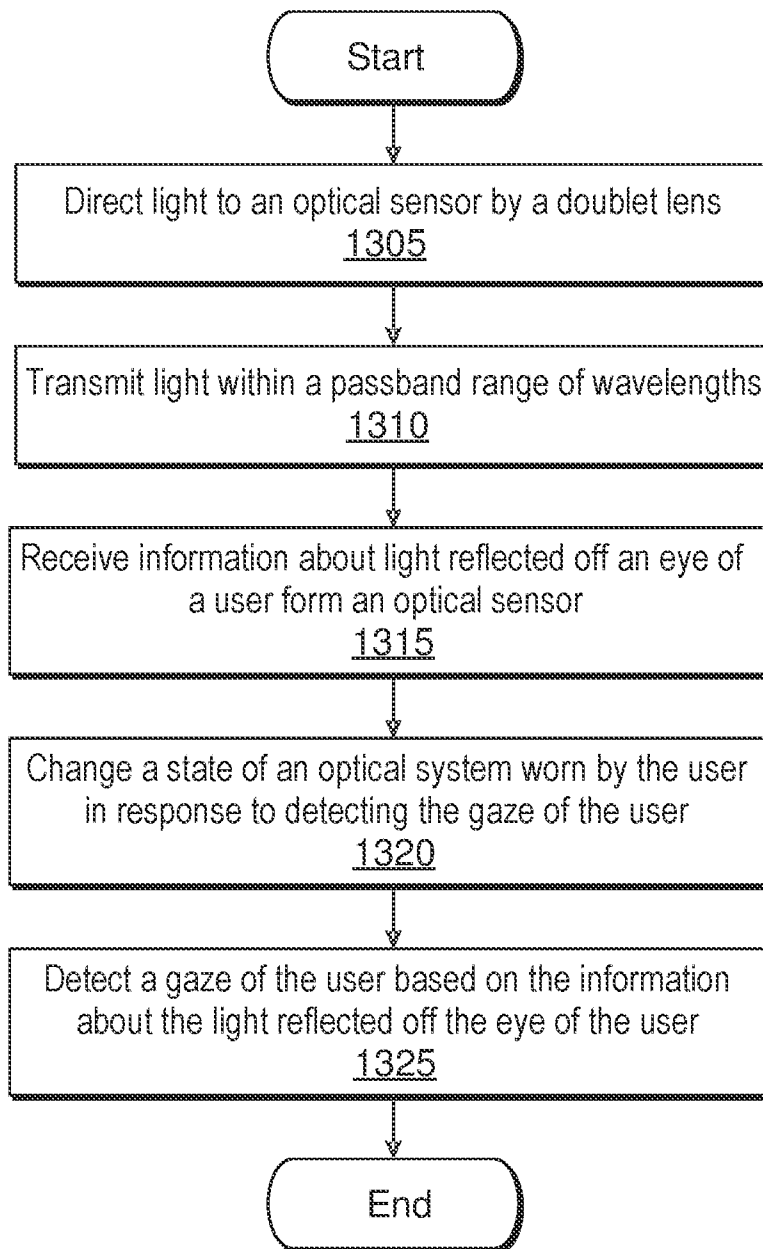 Start
Direct light to an optical sensor by a doublet lens
1305
Transmit light within a passband range of wavelengths
1310
Receive information about light reflected off an eye of
a user form an optical sensor
1315
Change a state of an optical system worn by the user
in response to detecting the gaze of the user
1320
Detect a gaze of the user based on the information
about the light reflected off the eye of the user
1325
End